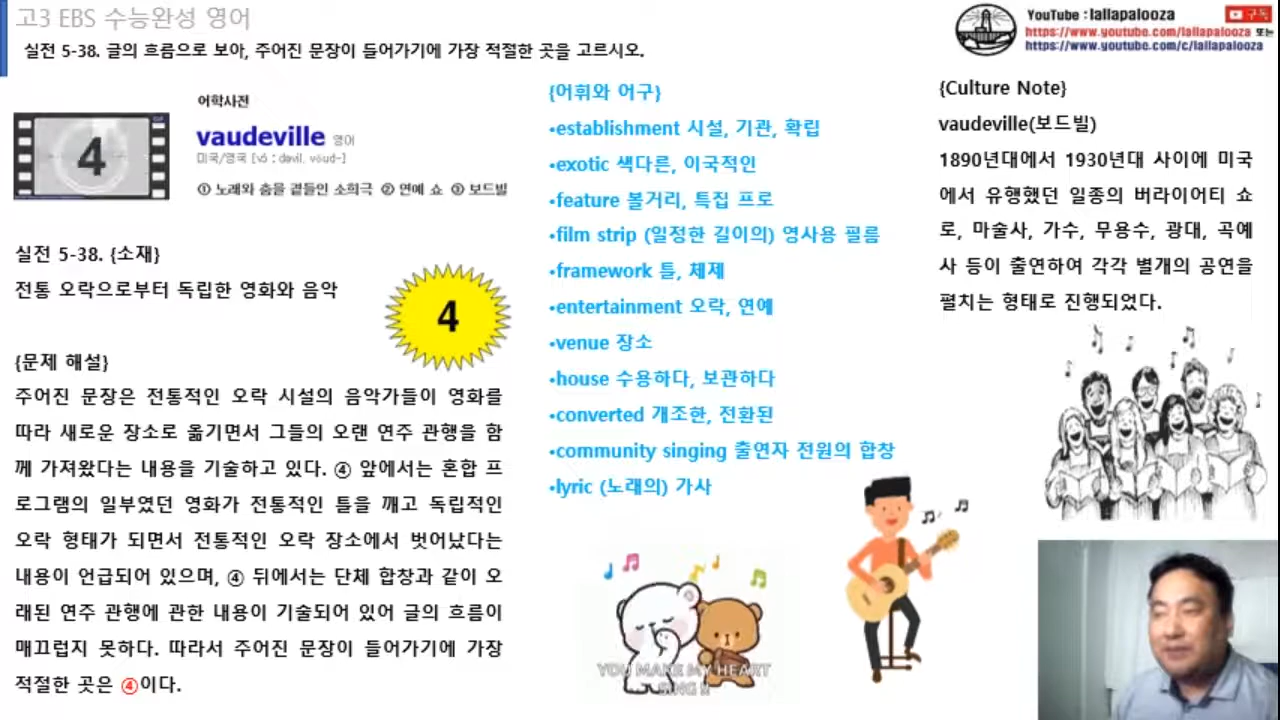 고3 EBS 수능완성 영어
실전 5-38. 글의 흐름으로 보아, 주어진 문장이 들어가기에 가장 적절한 곳을 고르시오.
YouTube : lallapalooza
구독
https://www.youtube.com/lallapalooza 또는
https://www.youtube.com/c/lallapalooza
4
어학사전
vaudeville 영어
미국/영국
① 노래와 춤을 곁들인 소희극 ② 연예 쇼 ③ 보드빌
실전 5-38. {소재}
전통 오락으로부터 독립한 영화와 음악
4
{문제 해설}
주어진 문장은 전통적인 오락 시설의 음악가들이 영화를
따라 새로운 장소로 옮기면서 그들의 오랜 연주 관행을 함
께 가져왔다는 내용을 기술하고 있다. ④ 앞에서는 혼합 프
로그램의 일부였던 영화가 전통적인 틀을 깨고 독립적인
오락 형태가 되면서 전통적인 오락 장소에서 벗어났다는
내용이 언급되어 있으며, ④ 뒤에서는 단체 합창과 같이 오
래된 연주 관행에 관한 내용이 기술되어 있어 글의 흐름이
매끄럽지 못하다. 따라서 주어진 문장이 들어가기에 가장
적절한 곳은 ④이다.
{어휘와 어구}
•establishment 시설, 기관, 확립
•exotic 색다른, 이국적인
•feature 볼거리, 특집 프로
•film strip (일정한 길이의) 영사용 필름
•framework 틀, 체제
•entertainment 오락, 연예
•venue 장소
•house 수용하다, 보관하다
•converted 개조한, 전환된
•community singing 출연자 전원의 합창
•lyric (노래의) 가사
YOU MAKE MY HEART
SING !!
{Culture Note}
vaudeville(보드빌)
1890년대에서 1930년대 사이에 미국
에서 유행했던 일종의 버라이어티 쇼
로, 마술사, 가수, 무용수, 광대, 곡예
사 등이 출연하여 각각 별개의 공연을
펼치는 형태로 진행되었다.